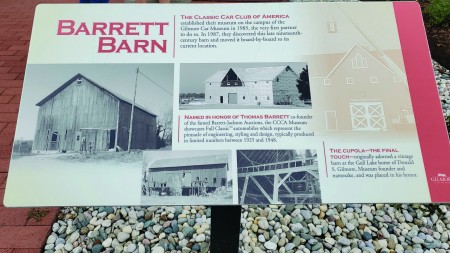 BARRETT
BARN
THE CLASSIC CAR CLUB OF AMERICA
established their museum on the campus of the
Gilmore Car Museum in 1985, the very first partner
to do so. In 1987, they discovered this late nineteenth-
century barn and moved it board-by-board to its
current location.
NAMED IN HONOR OF THOMAS BARRETT co-founder
of the famed Barrett-Jackson Auctions, the CCCA Museum
showcases Full Classic automobiles which represent the
pinnacle of engineering, styling and design, typically produced
in limited numbers between 1925 and 1948.
THE CUPOLA—THE FINAL
TOUCH—originally adorned a vintage
barn at the Gull Lake home of Donald
S. Gilmore, Museum founder and
namesake, and was placed in his honor.
GILMORE